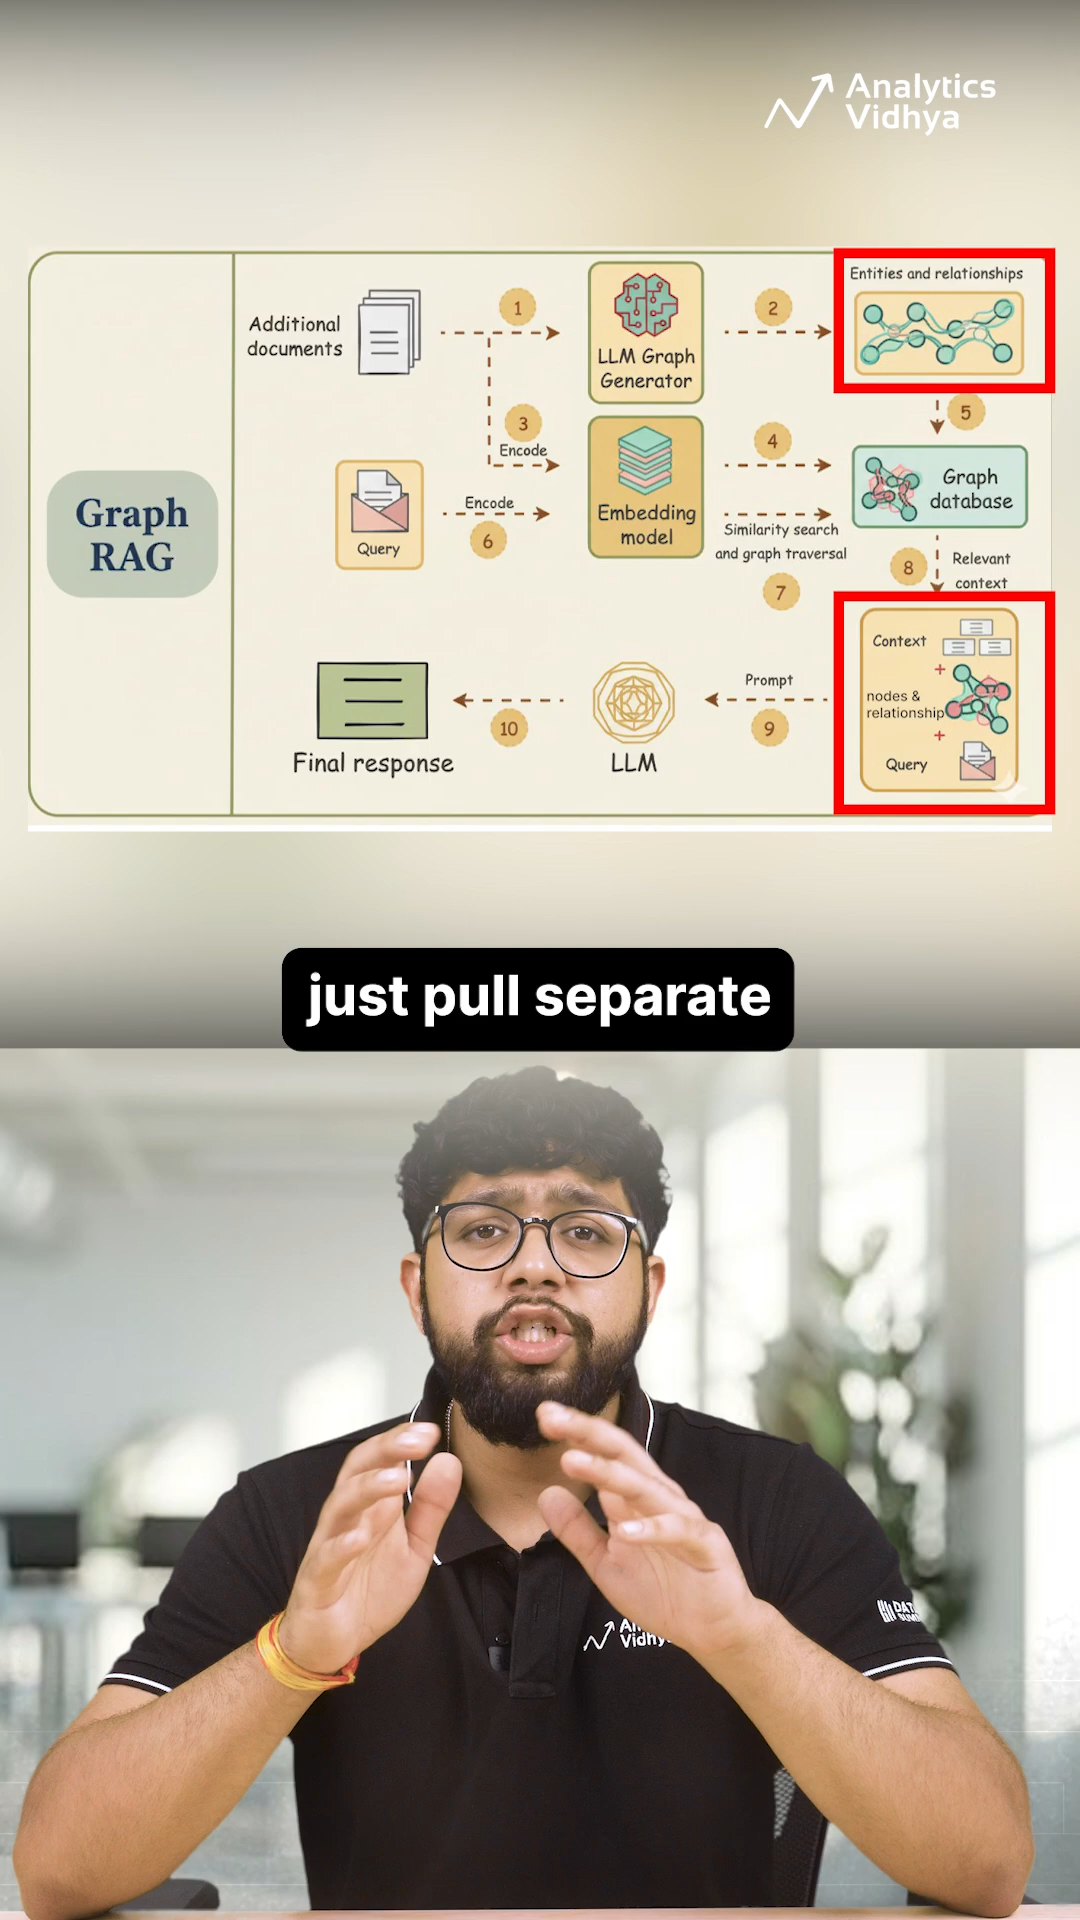 Analytics
Vidhya
Graph
RAG
Additional
documents
1
LLM Graph
Generator
2
Entities and relationships
3
Encode
4
5
Query
Encode
6
Embedding
model
Similarity search
and graph traversal
7
Graph
database
8
Relevant
context
Context
+
nodes &
relationship
+
Query
Prompt
9
LLM
10
Final response
just pull separate
Vidhy